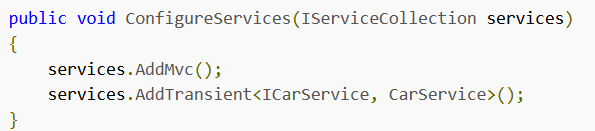 public void ConfigureServices(IServiceCollection services)
{
    services.AddMvc();
    services.AddTransient<ICarService, CarService>();
}